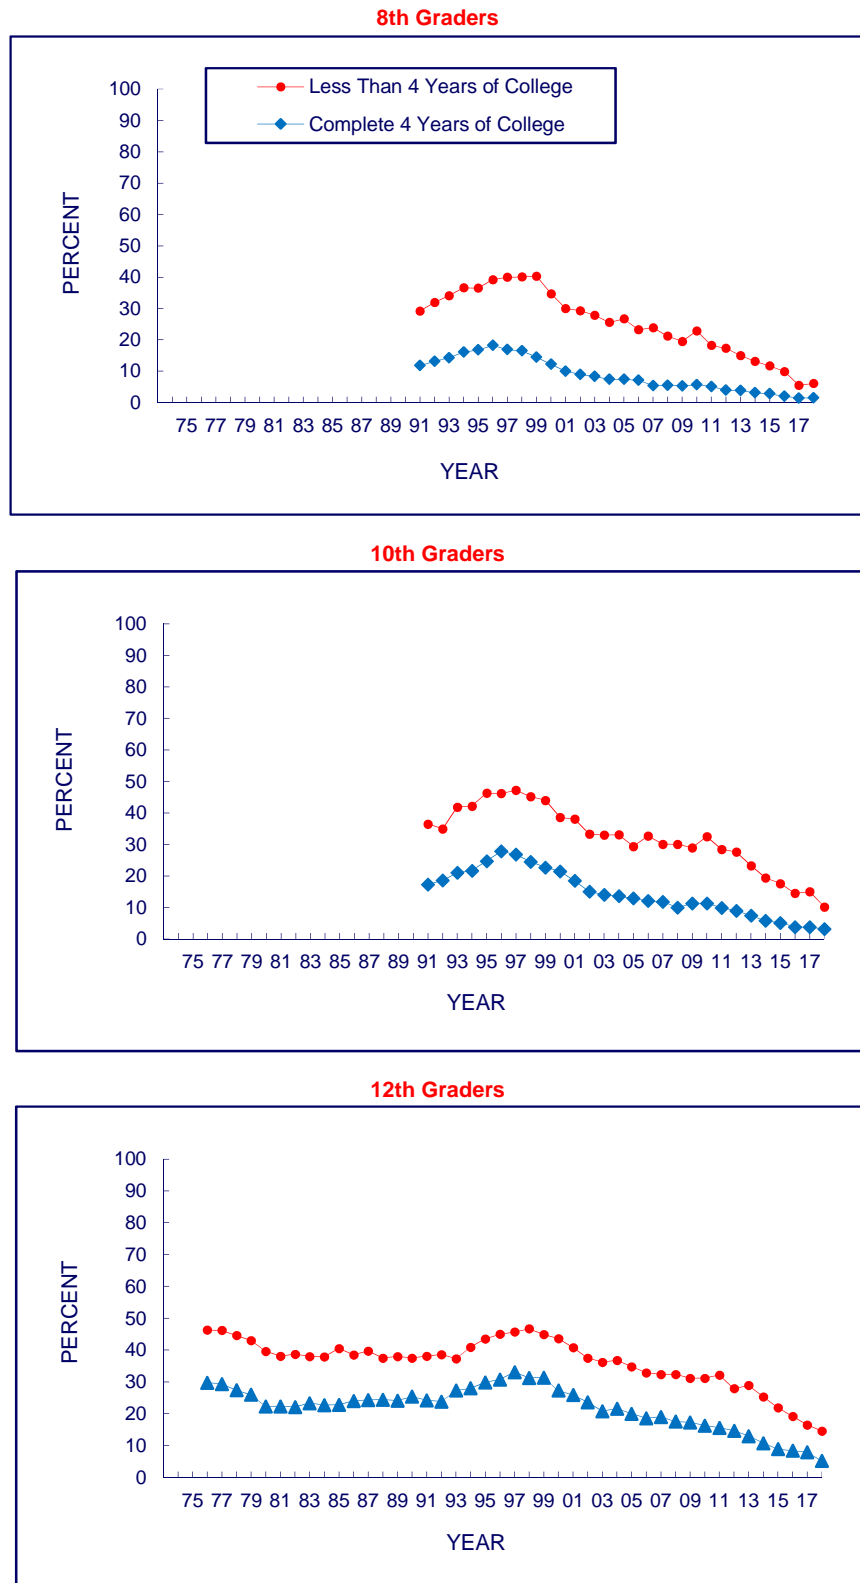 8th Graders
Less Than 4 Years of College
Complete 4 Years of College
100
90
80
70
60
50
40
30
20
10
0
PERCENT
75 77 79 81 83 85 87 89 91 93 95 97 99 01 03 05 07 09 11 13 15 17
YEAR
10th Graders
100
90
80
70
60
50
40
30
20
10
0
PERCENT
75 77 79 81 83 85 87 89 91 93 95 97 99 01 03 05 07 09 11 13 15 17
YEAR
12th Graders
100
90
80
70
60
50
40
30
20
10
0
PERCENT
75 77 79 81 83 85 87 89 91 93 95 97 99 01 03 05 07 09 11 13 15 17
YEAR